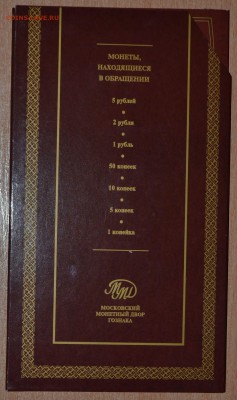 МОНЕТЫ,
НАХОДЯЩИЕСЯ
В ОБРАЩЕНИИ
5 рублей
2 рубля
1 рубль
50 копеек
10 копеек
5 копеек
1 копейка
ММД
МОСКОВСКИЙ
МОНЕТНЫЙ ДВОР
ГОЗНАКА